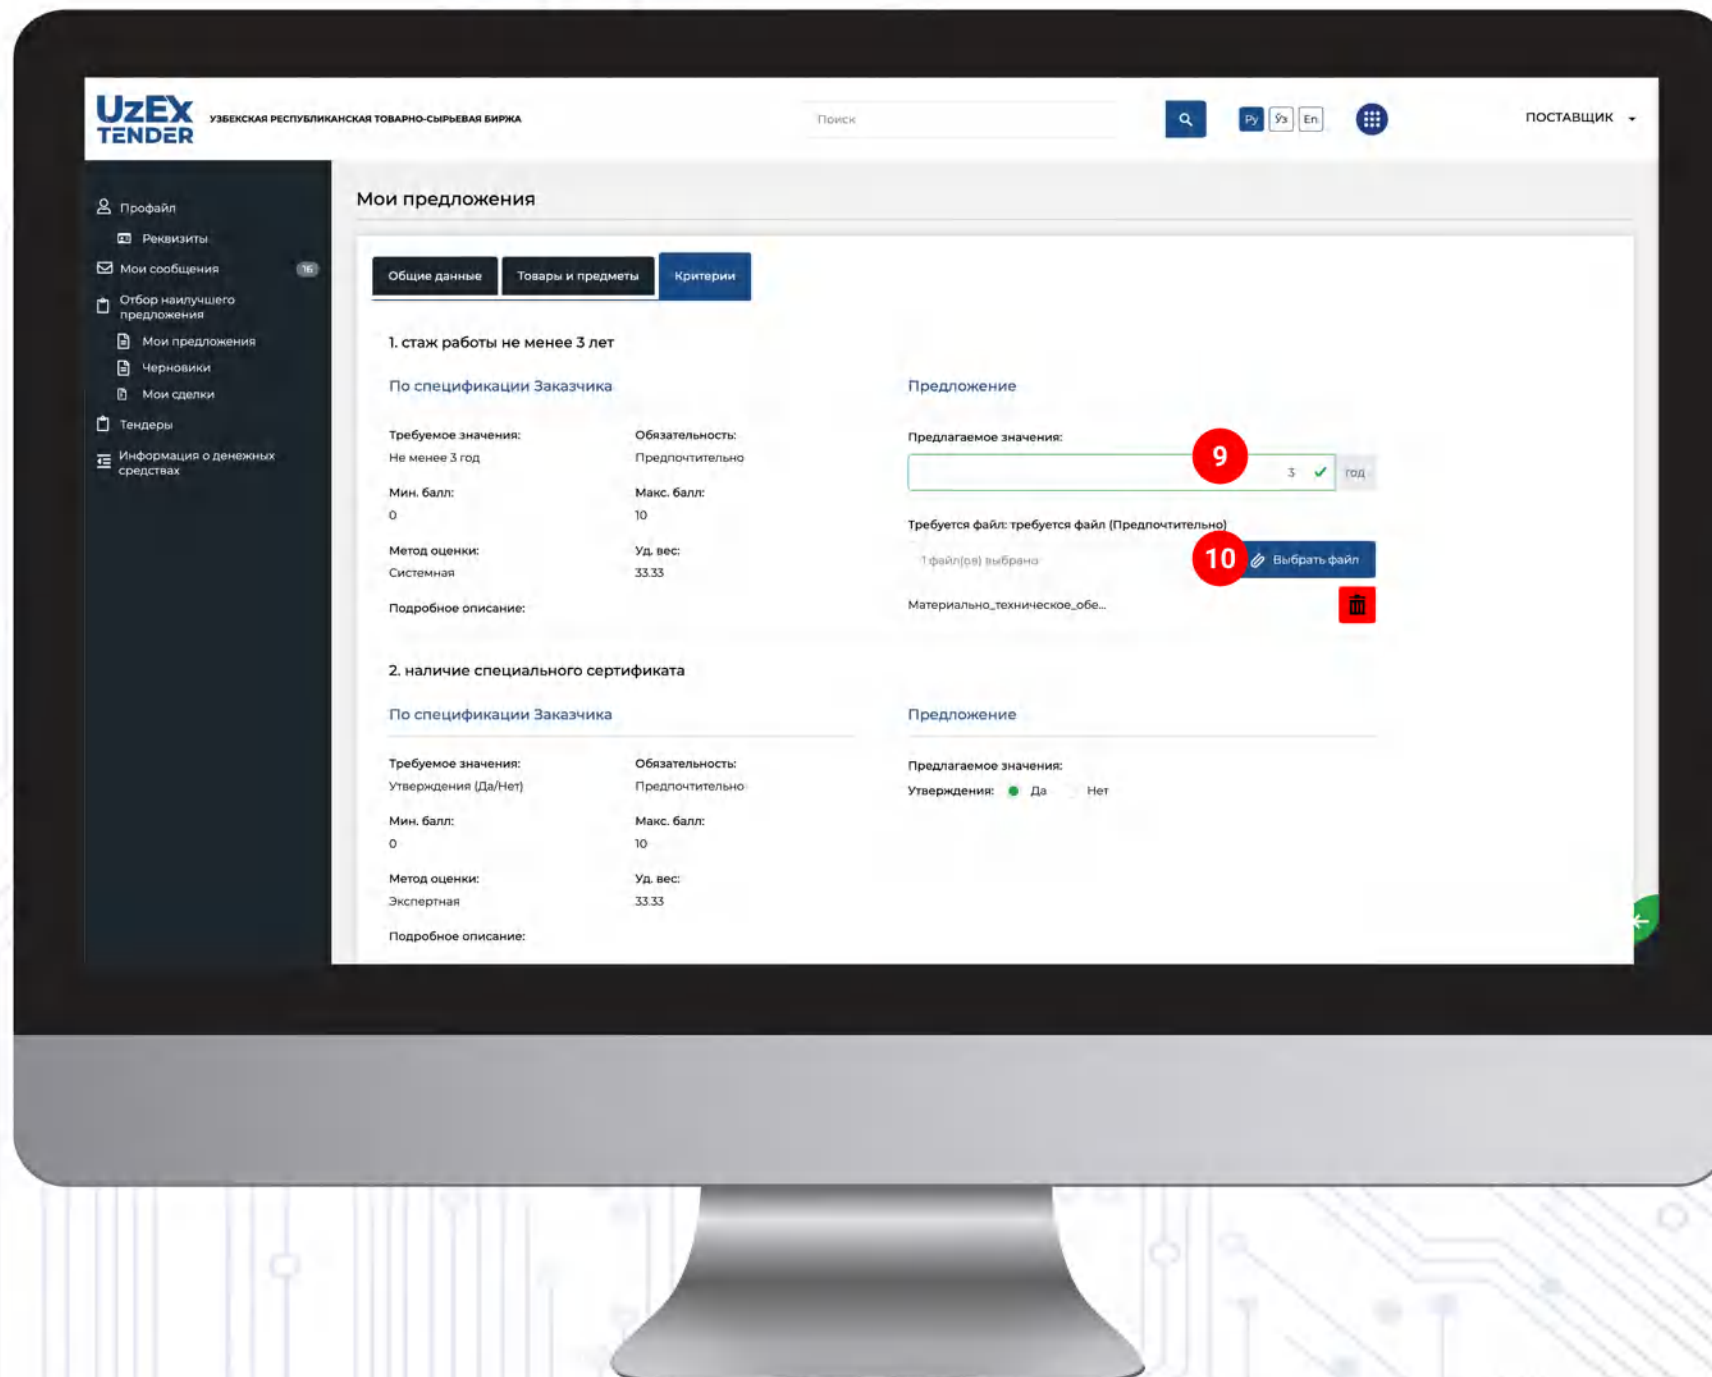 UzEX
TENDER
УЗБЕКСКАЯ РЕСПУБЛИКАНСКАЯ ТОВАРНО-СЫРЬЕВАЯ БИРЖА
Поиск
Ру Ўз En
ПОСТАВЩИК
Профайл
Реквизиты
Мои сообщения 16
Отбор наилучшего
предложения
Мои предложения
Черновики
Мои сделки
Тендеры
Информация о денежных
средствах
Мои предложения
Общие данные Товары и предметы Критерии
1. стаж работы не менее 3 лет
По спецификации Заказчика
Требуемое значения: Обязательность:
Не менее 3 год Предпочтительно
Мин. балл: Макс. балл:
0 10
Метод оценки: Уд. вес:
Системная 33.33
Подробное описание:
Предложение
Предлагаемое значения:
9
3 год
Требуется файл: требуется файл (Предпочтительно)
1 файл(ов) выбрано 10 Выбрать файл
Материально_техническое_обе...
2. наличие специального сертификата
По спецификации Заказчика
Требуемое значения: Обязательность:
Утверждения (Да/Нет) Предпочтительно
Мин. балл: Макс. балл:
0 10
Метод оценки: Уд. вес:
Экспертная 33.33
Подробное описание:
Предложение
Предлагаемое значения:
Утверждения: Да Нет